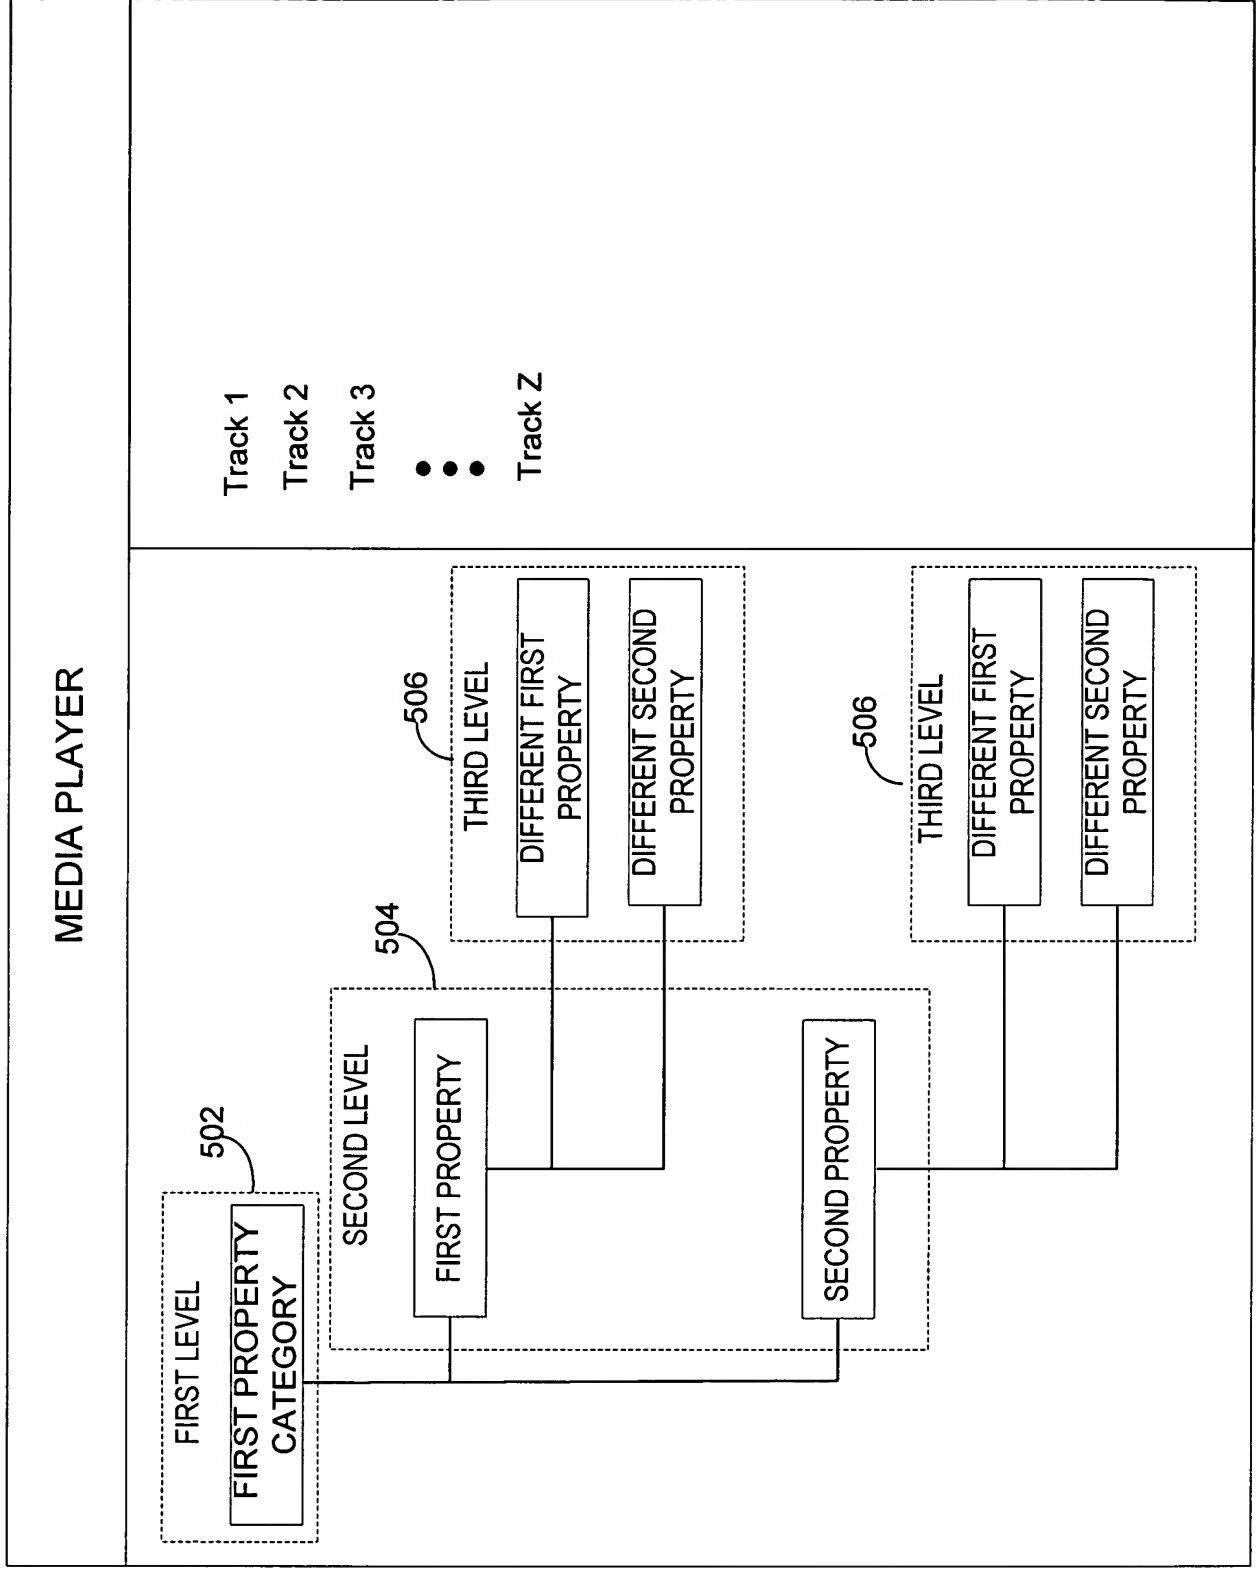 MEDIA PLAYER
FIRST LEVEL
502
FIRST PROPERTY
CATEGORY
SECOND LEVEL
504
FIRST PROPERTY
SECOND PROPERTY
506
THIRD LEVEL
DIFFERENT FIRST
PROPERTY
DIFFERENT SECOND
PROPERTY
506
THIRD LEVEL
DIFFERENT FIRST
PROPERTY
DIFFERENT SECOND
PROPERTY
Track 1
Track 2
Track 3
Track Z